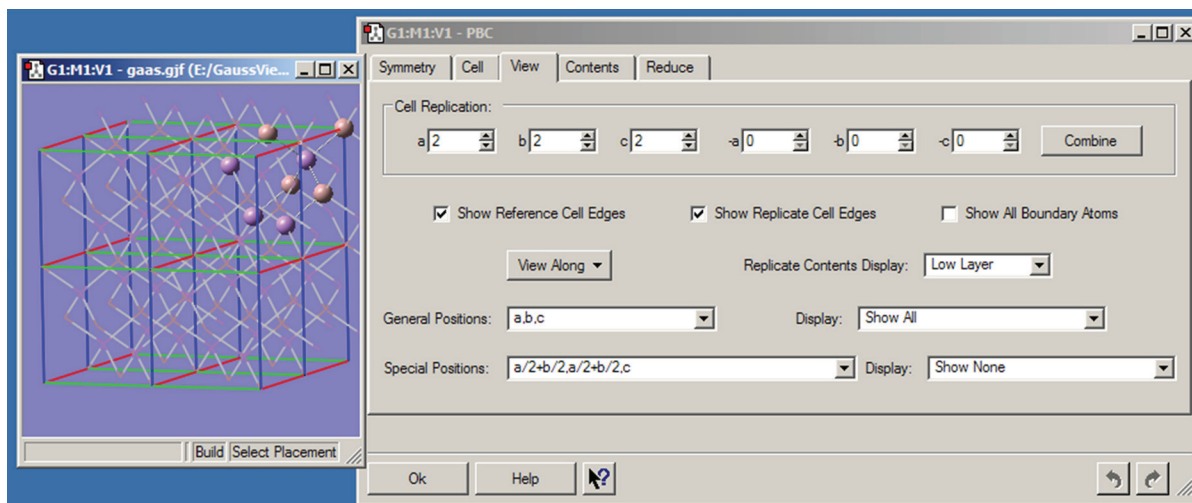 G1:M1:V1 - PBC
G1:M1:V1 - gaas.gjf (E:/GaussVie...
Symmetry Cell View Contents Reduce
Cell Replication:
a 2 b 2 c 2 -a 0 -b 0 -c 0 Combine
Show Reference Cell Edges Show Replicate Cell Edges Show All Boundary Atoms
View Along Replicate Contents Display: Low Layer
General Positions: a,b,c Display: Show All
Special Positions: a/2+b/2,a/2+b/2,c Display: Show None
Build Select Placement
Ok Help ?